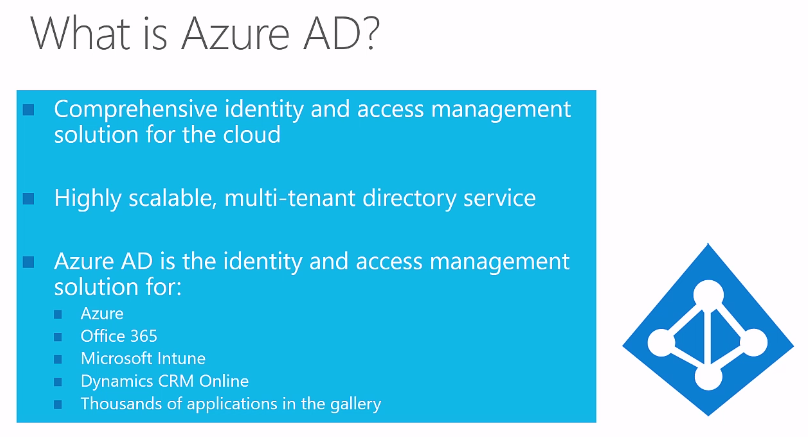 What is Azure AD?
Comprehensive identity and access management
solution for the cloud
Highly scalable, multi-tenant directory service
Azure AD is the identity and access management
solution for:
Azure
Office 365
Microsoft Intune
Dynamics CRM Online
Thousands of applications in the gallery